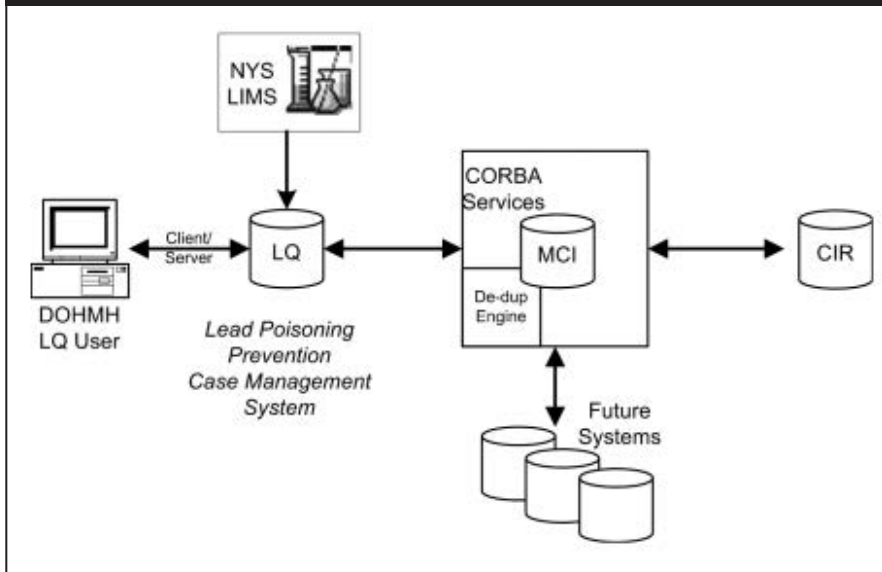 NYS
LIMS
CORBA
Services
Client/
Server
LQ
MCI
CIR
De-dup
Engine
DOHMH
LQ User
Lead Poisoning
Prevention
Case Management
System
Future
Systems